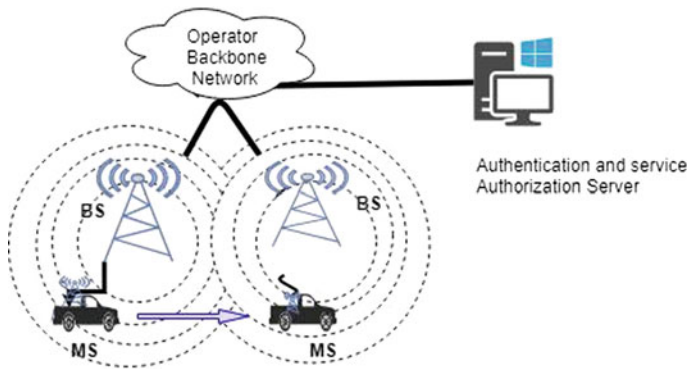 Operator
Backbone
Network
Authentication and service
Authorization Server
BS
BS
MS
MS